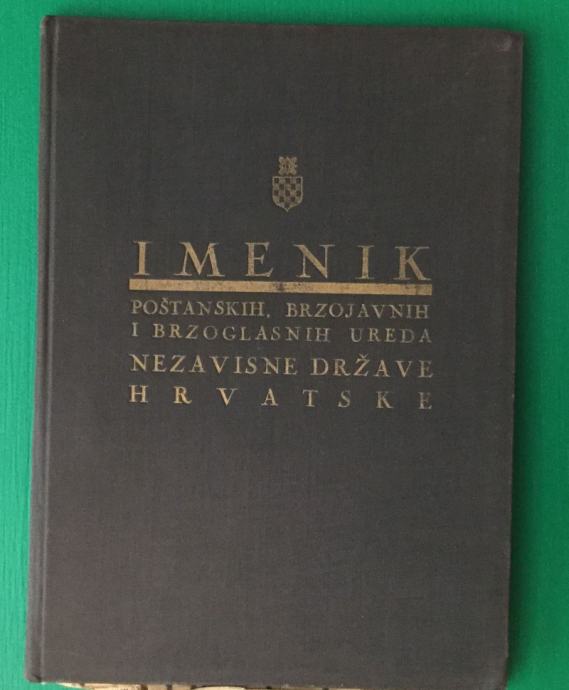 IMENIK
POŠTANSKIH, BRZOJAVNIH
I BRZOGLASNIH UREDA
NEZAVISNE DRŽAVE
HRVATSKE